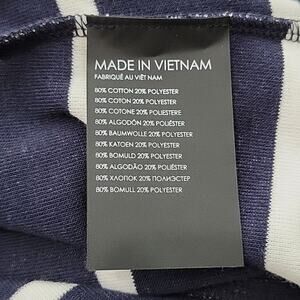 MADE IN VIETNAM
FABRIQUÉ AU VIÊT NAM
80% COTTON 20% POLYESTER
80% COTON 20% POLYESTER
80% COTONE 20% POLIESTERE
80% ALGODÓN 20% POLIÉSTER
80% BAUMWOLLE 20% POLYESTER
80% KATOEN 20% POLYESTER
80% BOMULD 20% POLYESTER
80% ALGODÃO 20% POLIÉSTER
80% ХЛОПОК 20% ПОЛИЭСТЕР
80% BOMULL 20% POLYESTER